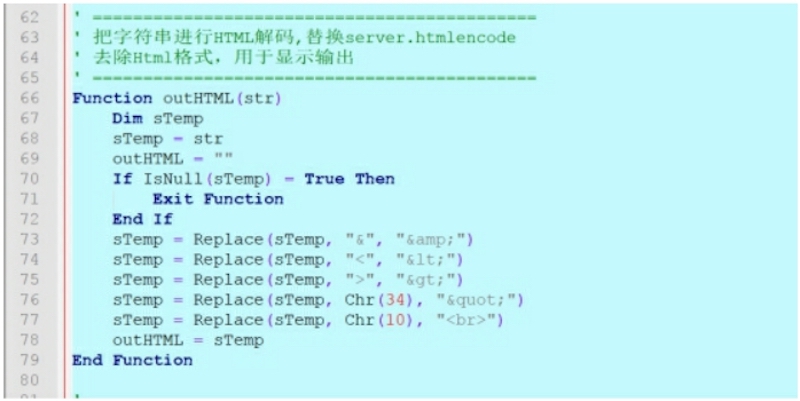 62 ' ============================================
63 ' 把字符串进行HTML解码,替换server.htmlencode
64 ' 去除Html格式，用于显示输出
65 ' ============================================
66 Function outHTML(str)
67 Dim sTemp
68 sTemp = str
69 outHTML = ""
70 If IsNull(sTemp) = True Then
71 Exit Function
72 End If
73 sTemp = Replace(sTemp, "&", "&amp;")
74 sTemp = Replace(sTemp, "<", "&lt;")
75 sTemp = Replace(sTemp, ">", "&gt;")
76 sTemp = Replace(sTemp, Chr(34), "&quot;")
77 sTemp = Replace(sTemp, Chr(10), "<br>")
78 outHTML = sTemp
79 End Function
80